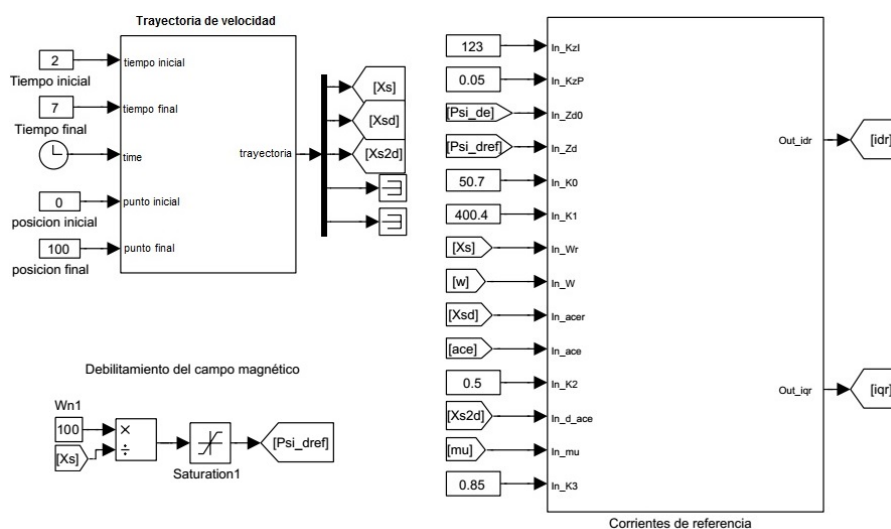 Trayectoria de velocidad
2
Tiempo inicial
tiempo inicial
7
Tiempo final
tiempo final
time
0
posicion inicial
punto inicial
100
posicion final
punto final
trayectoria
[Xs]
[Xsd]
[Xs2d]
Debilitamiento del campo magnético
Wn1
100
[Xs]
×
÷
Saturation1
[Psi_dref]
123
In_KzI
0.05
In_KzP
[Psi_de]
In_Zd0
[Psi_dref]
In_Zd
50.7
In_K0
400.4
In_K1
[Xs]
In_Wr
[w]
In_W
[Xsd]
In_acer
[ace]
In_ace
0.5
In_K2
[Xs2d]
In_d_ace
[mu]
In_mu
0.85
In_K3
Out_idr
[idr]
Out_iqr
[iqr]
Corrientes de referencia